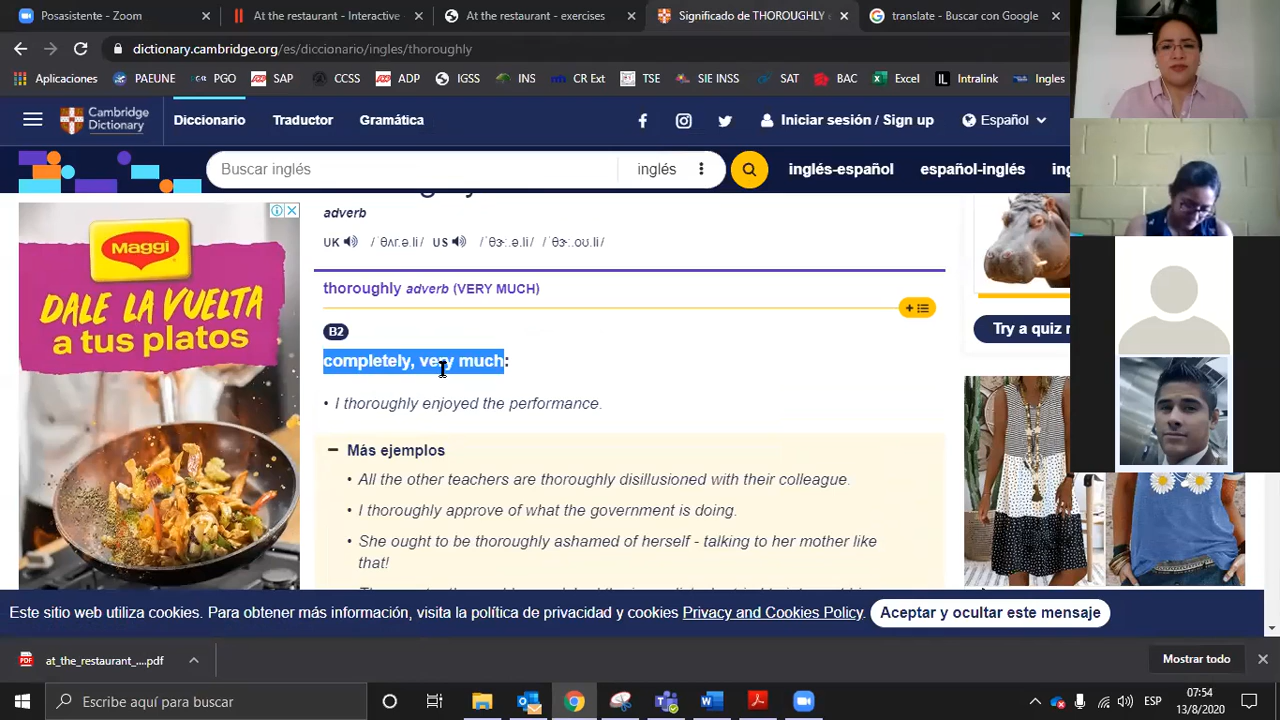 Posasistente - Zoom
At the restaurant - Interactive
At the restaurant - exercises
Significado de THOROUGHLY
translate - Buscar con Google
dictionary.cambridge.org/es/diccionario/ingles/thoroughly
Aplicaciones PAEUNE PGO SAP CCSS ADP IGSS INS CR Ext TSE SIE INSS SAT BAC Excel Intralink Ingles
Cambridge
Dictionary
Diccionario Traductor Gramática
Iniciar sesión / Sign up
Español
Buscar inglés
inglés
inglés-español español-inglés
adverb
UK /ˈθʌr.ə.li/ US /ˈθɝː.ə.li/ /ˈθɝː.oʊ.li/
thoroughly adverb (VERY MUCH)
B2
completely, very much:
• I thoroughly enjoyed the performance.
Más ejemplos
• All the other teachers are thoroughly disillusioned with their colleague.
• I thoroughly approve of what the government is doing.
• She ought to be thoroughly ashamed of herself - talking to her mother like
that!
Maggi
DALE LA VUELTA
a tus platos
Try a quiz
Este sitio web utiliza cookies. Para obtener más información, visita la política de privacidad y cookies Privacy and Cookies Policy.
Aceptar y ocultar este mensaje
at_the_restaurant_....pdf
Mostrar todo
Escribe aquí para buscar
ESP
07:54
13/8/2020